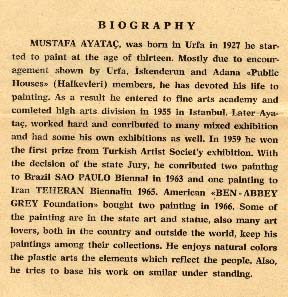 BIOGRAPHY
MUSTAFA AYATAÇ, was born in Urfa in 1927 he star-
ted to paint at the age of thirteen. Mostly due to encour-
agement shown by Urfa, İskenderun and Adana «Public
Houses» (Halkevleri) members, he has devoted his life to
painting. As a result he entered to fine arts academy and
comleted high arts division in 1955 in Istanbul. Later Aya-
taç, worked hard and conributed to many mixed exhibition
and had some his own exhibitions as well. In 1959 he won
the first prize from Turkish Artist Societ'y exhibition. With
the decision of the state Jury, he conributed two painting
to Brazil SAO PAULO Biennal in 1963 and one painting to
Iran TEHERAN Biennalin 1965. American «BEN - ABBEY
GREY Foundation» bought two painting in 1966. Some of
the painting are in the state art and statue, also many art
lovers, both in the country and outside the world, keep his
paintings among their collections. He enjoys natural colors
the plastic arts the elements which reflect the people. Also,
he tries to base his work on smilar under standing.